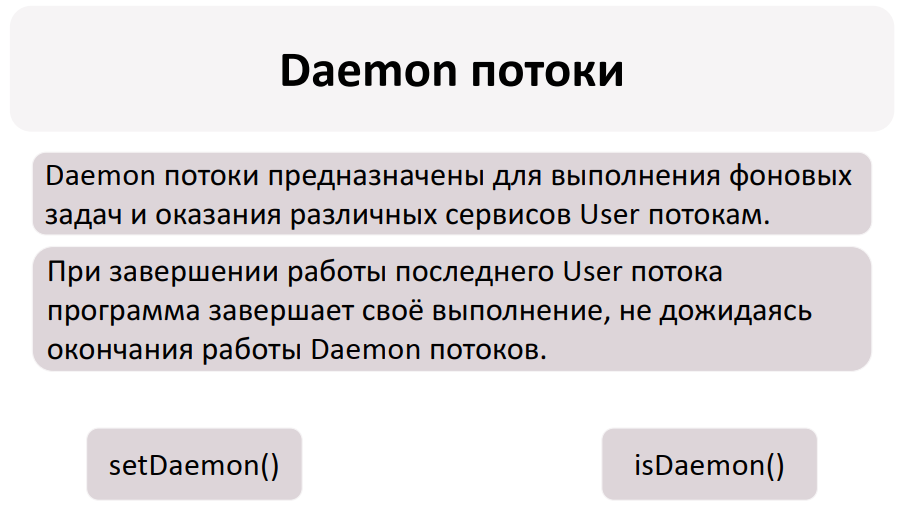 Daemon потоки
Daemon потоки предназначены для выполнения фоновых
задач и оказания различных сервисов User потокам.
При завершении работы последнего User потока
программа завершает своё выполнение, не дожидаясь
окончания работы Daemon потоков.
setDaemon()
isDaemon()